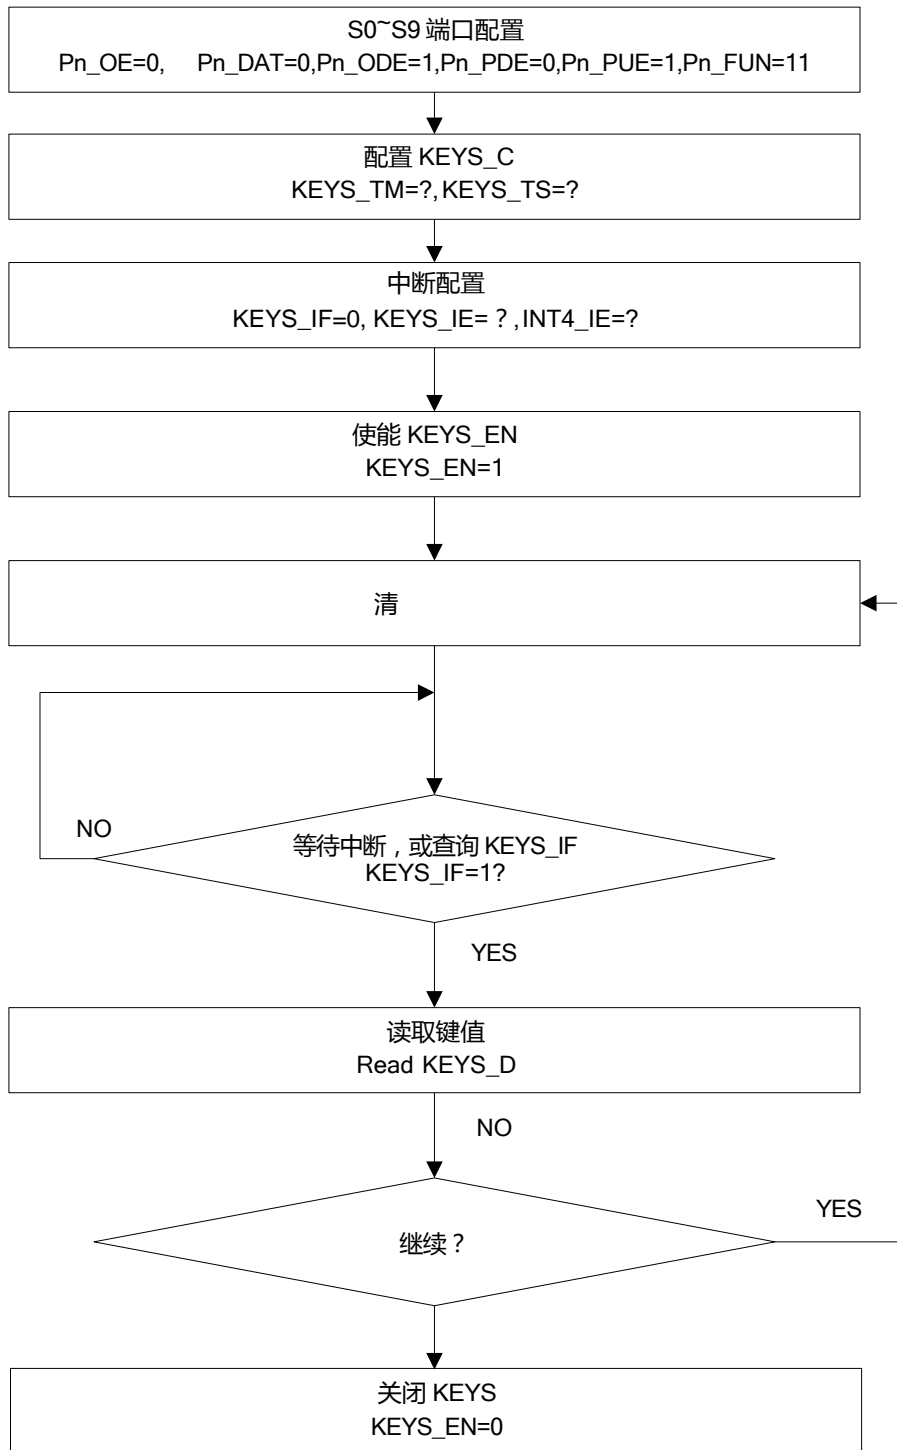 S0~S9 端口配置
Pn_OE=0, Pn_DAT=0,Pn_ODE=1,Pn_PDE=0,Pn_PUE=1,Pn_FUN=11
配置 KEYS_C
KEYS_TM=?,KEYS_TS=?
中断配置
KEYS_IF=0, KEYS_IE=？,INT4_IE=?
使能 KEYS_EN
KEYS_EN=1
清
NO
等待中断，或查询 KEYS_IF
KEYS_IF=1?
YES
读取键值
Read KEYS_D
NO
YES
继续？
关闭 KEYS
KEYS_EN=0